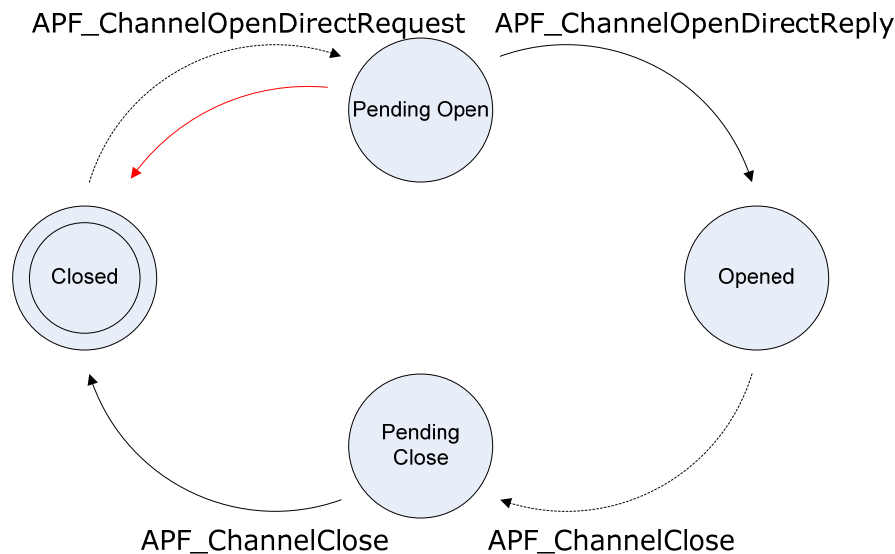 APF_ChannelOpenDirectRequest
APF_ChannelOpenDirectReply
Pending Open
Closed
Opened
Pending
Close
APF_ChannelClose
APF_ChannelClose